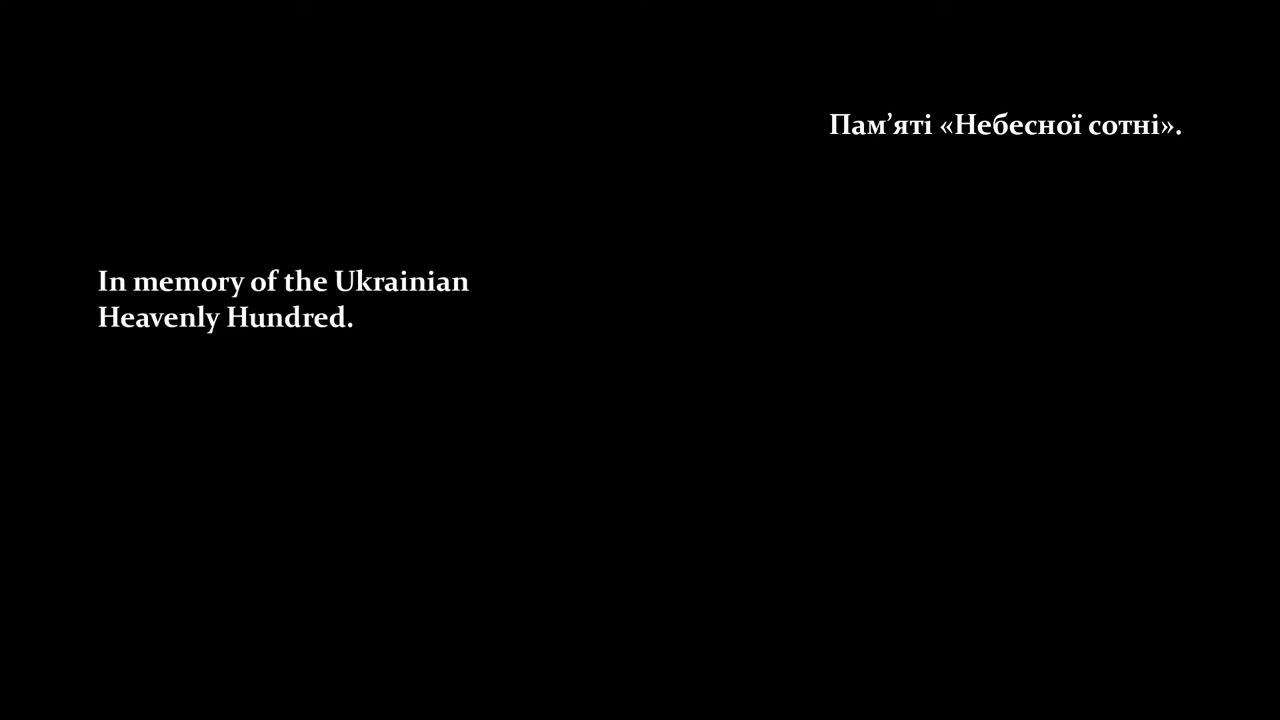 Пам’яті «Небесної сотні».
In memory of the Ukrainian
Heavenly Hundred.